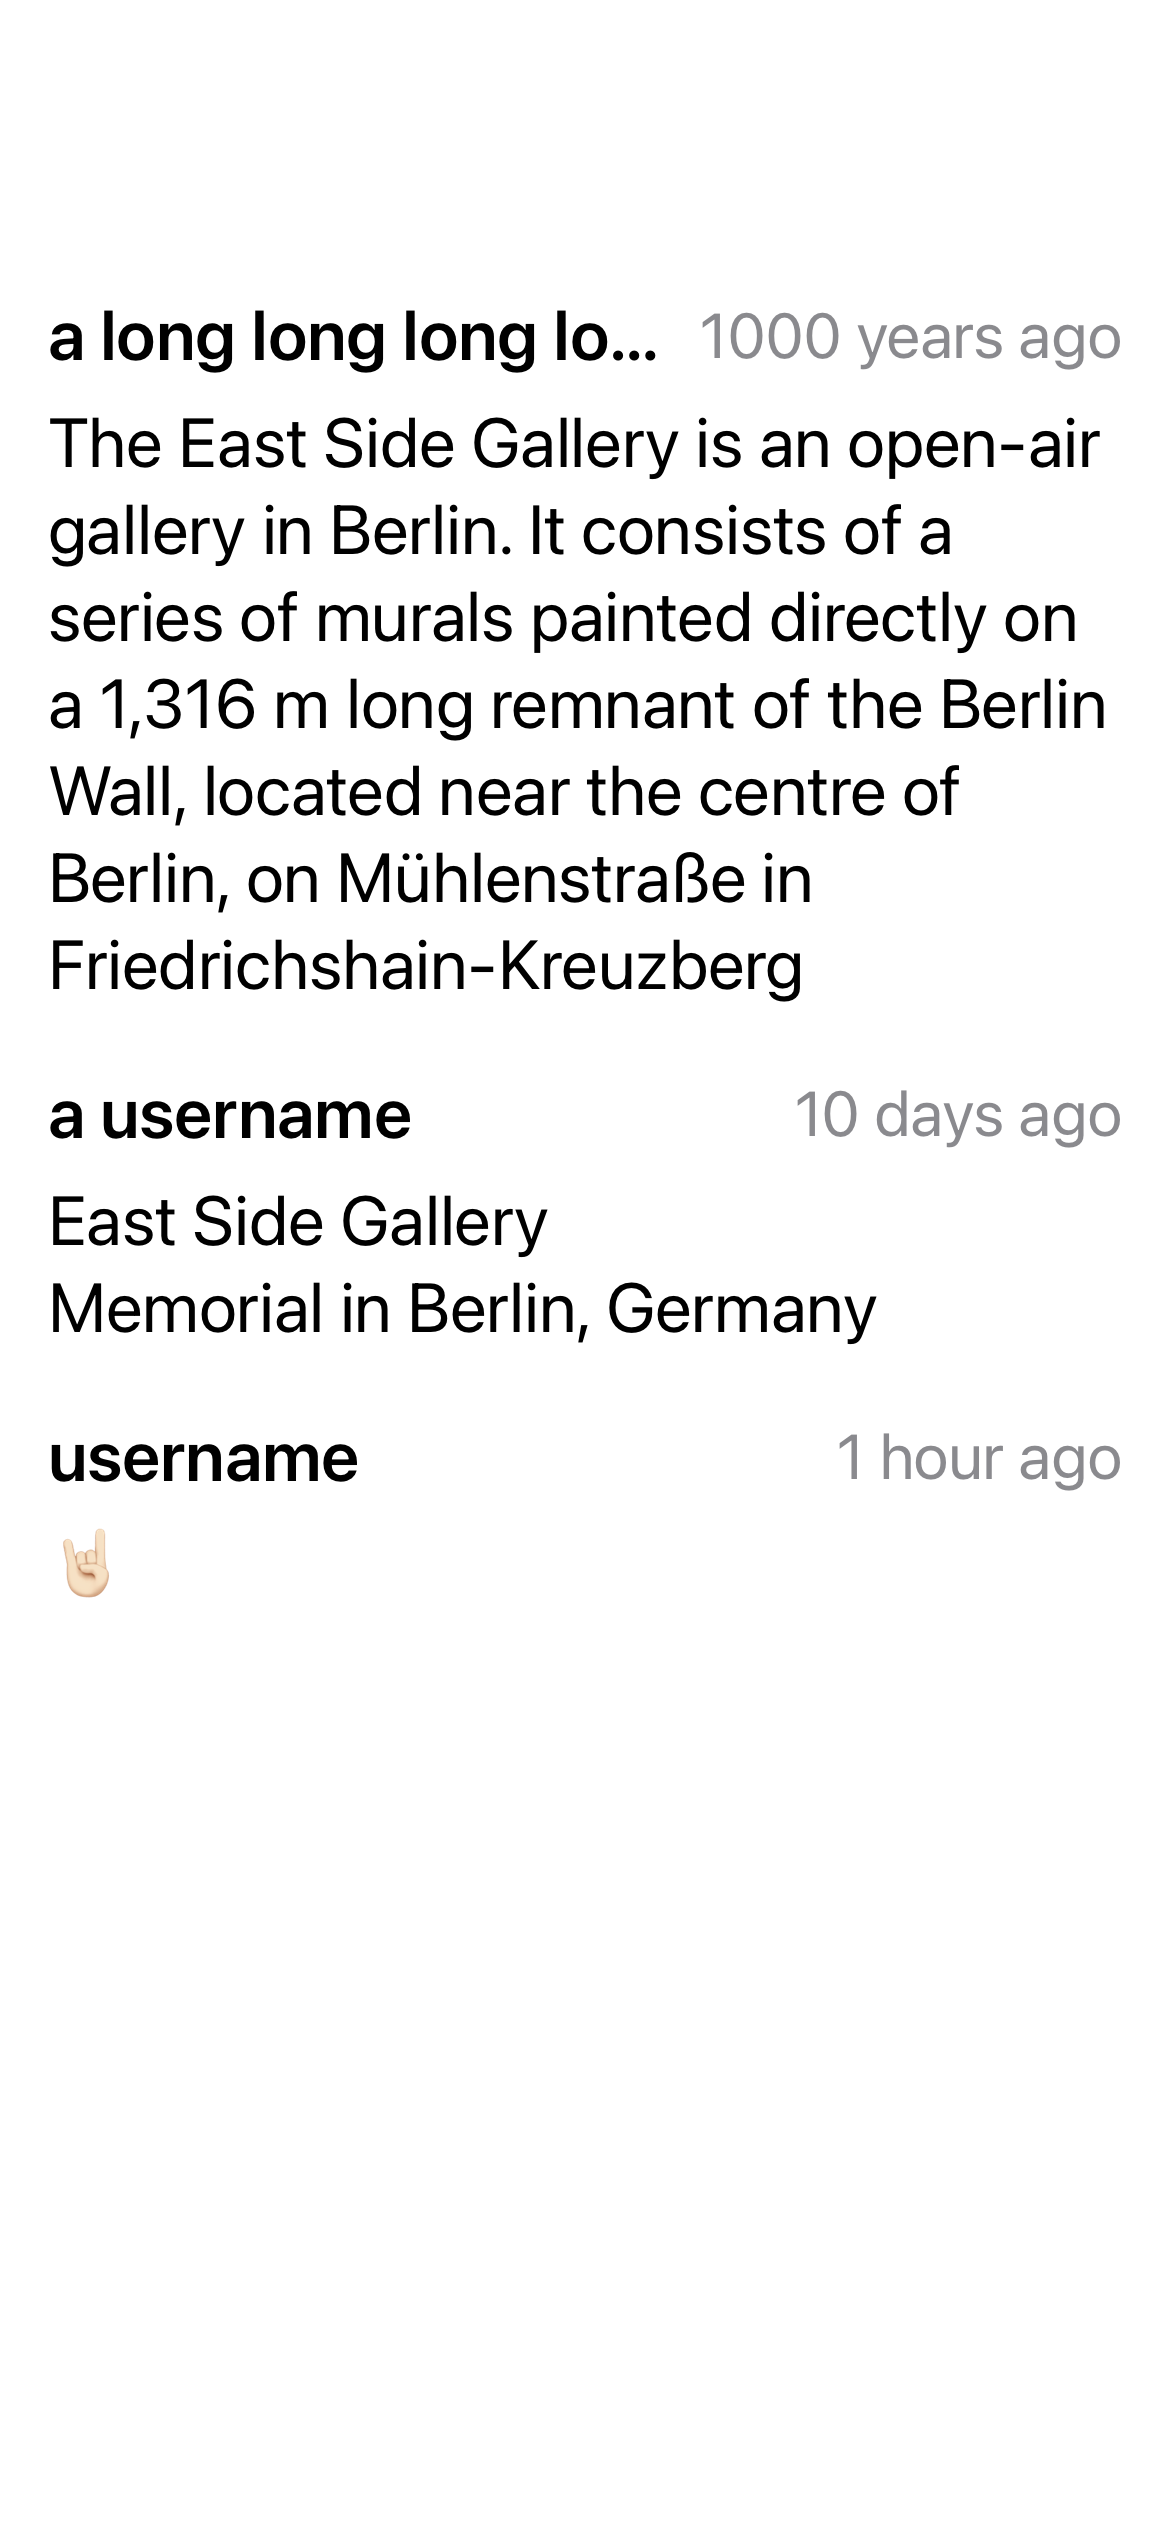 a long long long lo... 1000 years ago
The East Side Gallery is an open-air
gallery in Berlin. It consists of a
series of murals painted directly on
a 1,316 m long remnant of the Berlin
Wall, located near the centre of
Berlin, on Mühlenstraße in
Friedrichshain-Kreuzberg
a username 10 days ago
East Side Gallery
Memorial in Berlin, Germany
username 1 hour ago
🤘🏻